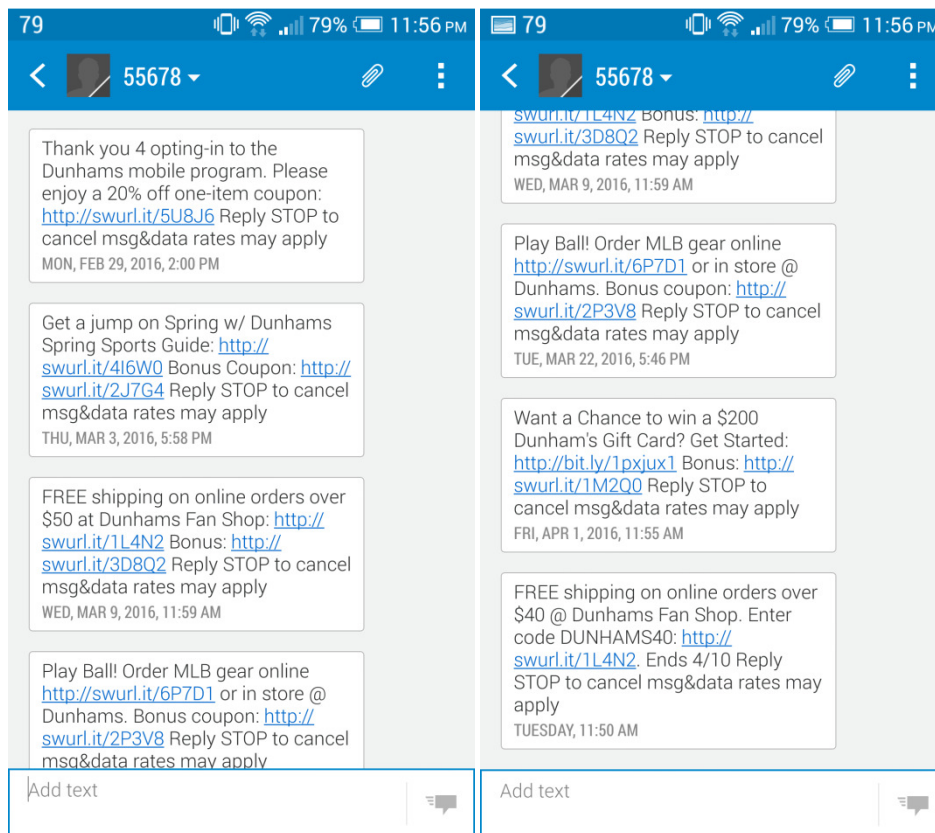 79 79% 11:56 PM
55678
Thank you 4 opting-in to the
Dunhams mobile program. Please
enjoy a 20% off one-item coupon:
http://swurl.it/5U8J6 Reply STOP to
cancel msg&data rates may apply
MON, FEB 29, 2016, 2:00 PM
Get a jump on Spring w/ Dunhams
Spring Sports Guide: http://
swurl.it/4I6W0 Bonus Coupon: http://
swurl.it/2J7G4 Reply STOP to cancel
msg&data rates may apply
THU, MAR 3, 2016, 5:58 PM
FREE shipping on online orders over
$50 at Dunhams Fan Shop: http://
swurl.it/1L4N2 Bonus: http://
swurl.it/3D8Q2 Reply STOP to cancel
msg&data rates may apply
WED, MAR 9, 2016, 11:59 AM
Play Ball! Order MLB gear online
http://swurl.it/6P7D1 or in store @
Dunhams. Bonus coupon: http://
swurl.it/2P3V8 Reply STOP to cancel
msg&data rates may apply
Add text
79 79% 11:56 PM
55678
swurl.it/1L4N2 Bonus: http://
swurl.it/3D8Q2 Reply STOP to cancel
msg&data rates may apply
WED, MAR 9, 2016, 11:59 AM
Play Ball! Order MLB gear online
http://swurl.it/6P7D1 or in store @
Dunhams. Bonus coupon: http://
swurl.it/2P3V8 Reply STOP to cancel
msg&data rates may apply
TUE, MAR 22, 2016, 5:46 PM
Want a Chance to win a $200
Dunham's Gift Card? Get Started:
http://bit.ly/1pxjux1 Bonus: http://
swurl.it/1M2Q0 Reply STOP to
cancel msg&data rates may apply
FRI, APR 1, 2016, 11:55 AM
FREE shipping on online orders over
$40 @ Dunhams Fan Shop. Enter
code DUNHAMS40: http://
swurl.it/1L4N2. Ends 4/10 Reply
STOP to cancel msg&data rates may
apply
TUESDAY, 11:50 AM
Add text